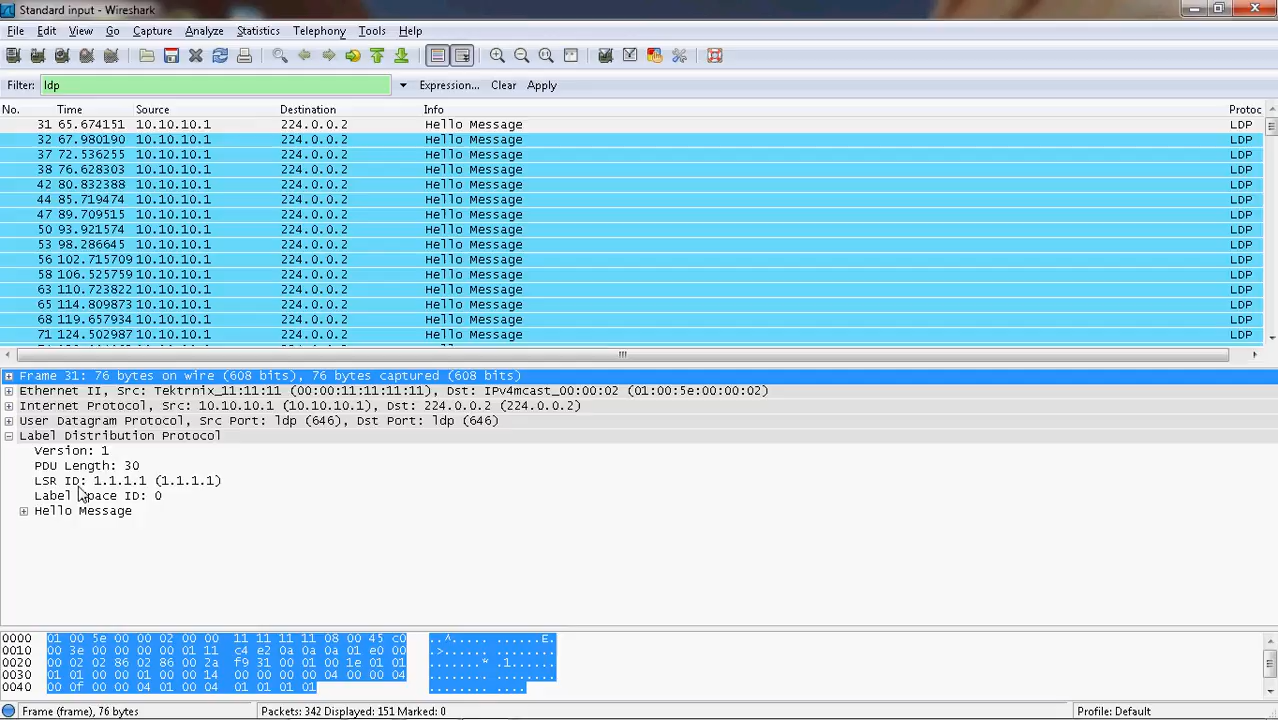 Standard input - Wireshark
File Edit View Go Capture Analyze Statistics Telephony Tools Help
Filter: ldp Expression... Clear Apply
No. Time Source Destination Info Protoc
31 65.674151 10.10.10.1 224.0.0.2 Hello Message LDP
32 67.980190 10.10.10.1 224.0.0.2 Hello Message LDP
37 72.536255 10.10.10.1 224.0.0.2 Hello Message LDP
38 76.628303 10.10.10.1 224.0.0.2 Hello Message LDP
42 80.832388 10.10.10.1 224.0.0.2 Hello Message LDP
44 85.719474 10.10.10.1 224.0.0.2 Hello Message LDP
47 89.709515 10.10.10.1 224.0.0.2 Hello Message LDP
50 93.921574 10.10.10.1 224.0.0.2 Hello Message LDP
53 98.286645 10.10.10.1 224.0.0.2 Hello Message LDP
56 102.715709 10.10.10.1 224.0.0.2 Hello Message LDP
58 106.525759 10.10.10.1 224.0.0.2 Hello Message LDP
63 110.723822 10.10.10.1 224.0.0.2 Hello Message LDP
65 114.809873 10.10.10.1 224.0.0.2 Hello Message LDP
68 119.657934 10.10.10.1 224.0.0.2 Hello Message LDP
71 124.502987 10.10.10.1 224.0.0.2 Hello Message LDP
Frame 31: 76 bytes on wire (608 bits), 76 bytes captured (608 bits)
Ethernet II, Src: Tektrnix_11:11:11 (00:00:11:11:11:11), Dst: IPv4mcast_00:00:02 (01:00:5e:00:00:02)
Internet Protocol, Src: 10.10.10.1 (10.10.10.1), Dst: 224.0.0.2 (224.0.0.2)
User Datagram Protocol, Src Port: ldp (646), Dst Port: ldp (646)
Label Distribution Protocol
Version: 1
PDU Length: 30
LSR ID: 1.1.1.1 (1.1.1.1)
Label Space ID: 0
Hello Message
0000 01 00 5e 00 00 02 00 00 11 11 11 11 08 00 45 c0 ..^..... ......E.
0010 00 3e 00 00 00 00 01 11 c4 e2 0a 0a 0a 01 e0 00 .>...... ........
0020 00 02 02 86 02 86 00 2a f9 31 00 01 00 1e 01 01 .......* .1......
0030 01 01 00 00 01 00 00 14 00 00 00 00 04 00 00 04 ........ ........
0040 00 0f 00 00 04 01 00 04 01 01 01 01 ........ ....
Frame (frame), 76 bytes Packets: 342 Displayed: 151 Marked: 0 Profile: Default